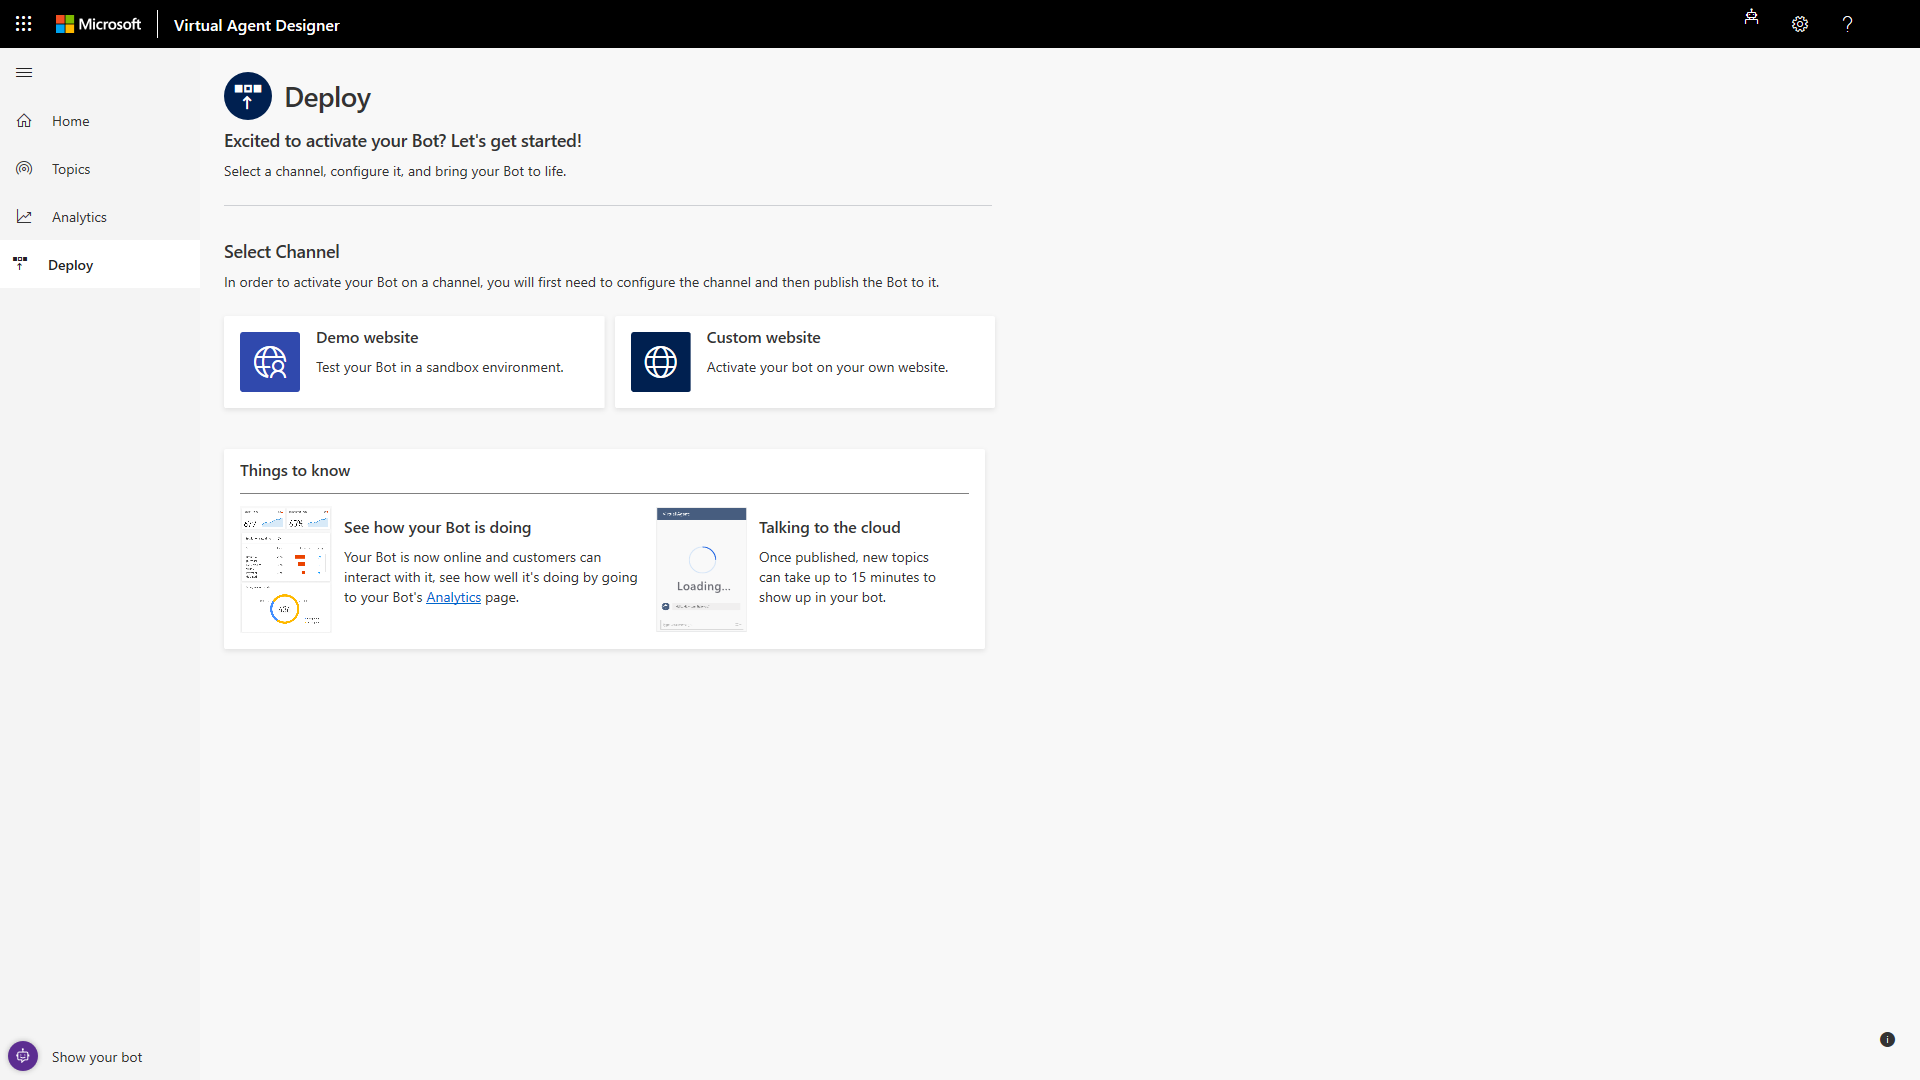 Microsoft
Virtual Agent Designer
Home
Topics
Analytics
Deploy
Show your bot
Deploy
Excited to activate your Bot? Let's get started!
Select a channel, configure it, and bring your Bot to life.
Select Channel
In order to activate your Bot on a channel, you will first need to configure the channel and then publish the Bot to it.
Demo website
Test your Bot in a sandbox environment.
Custom website
Activate your bot on your own website.
Things to know
See how your Bot is doing
Your Bot is now online and customers can
interact with it, see how well it's doing by going
to your Bot's Analytics page.
Loading...
Talking to the cloud
Once published, new topics
can take up to 15 minutes to
show up in your bot.